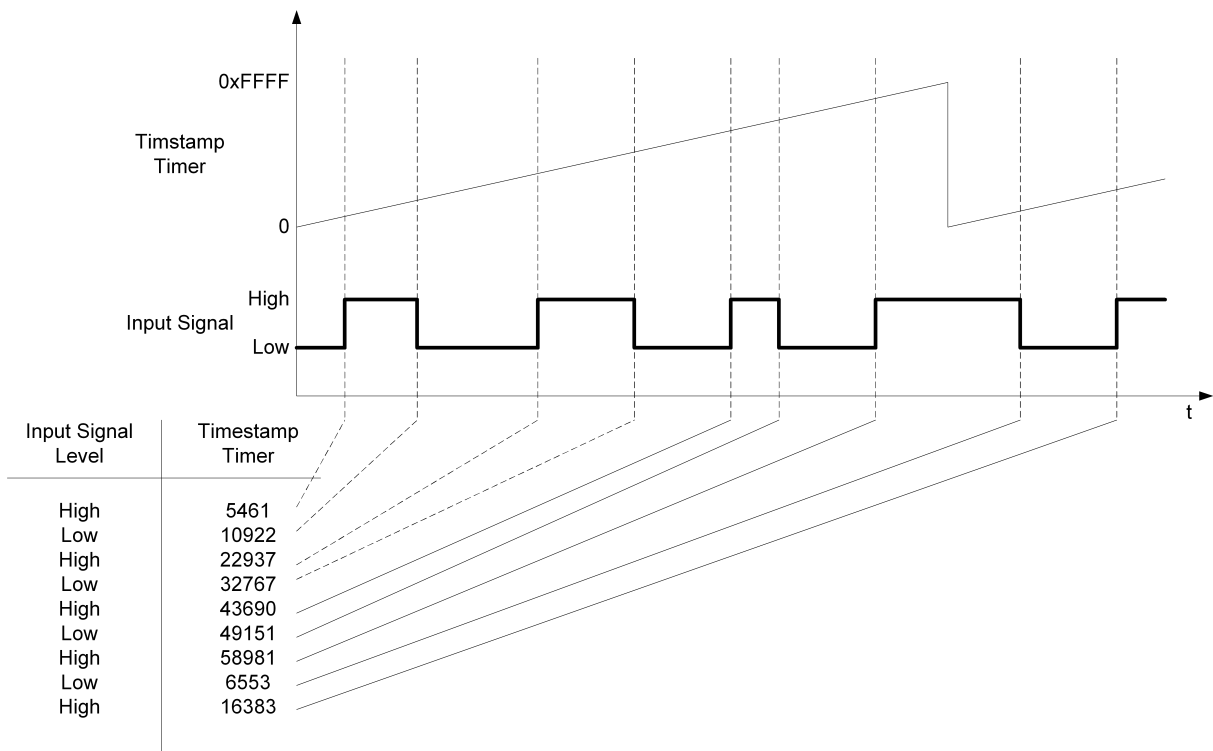 0xFFFF
Timstamp
Timer
0
High
Input Signal
Low
t
Input Signal
Level
Timestamp
Timer
High 5461
Low 10922
High 22937
Low 32767
High 43690
Low 49151
High 58981
Low 6553
High 16383